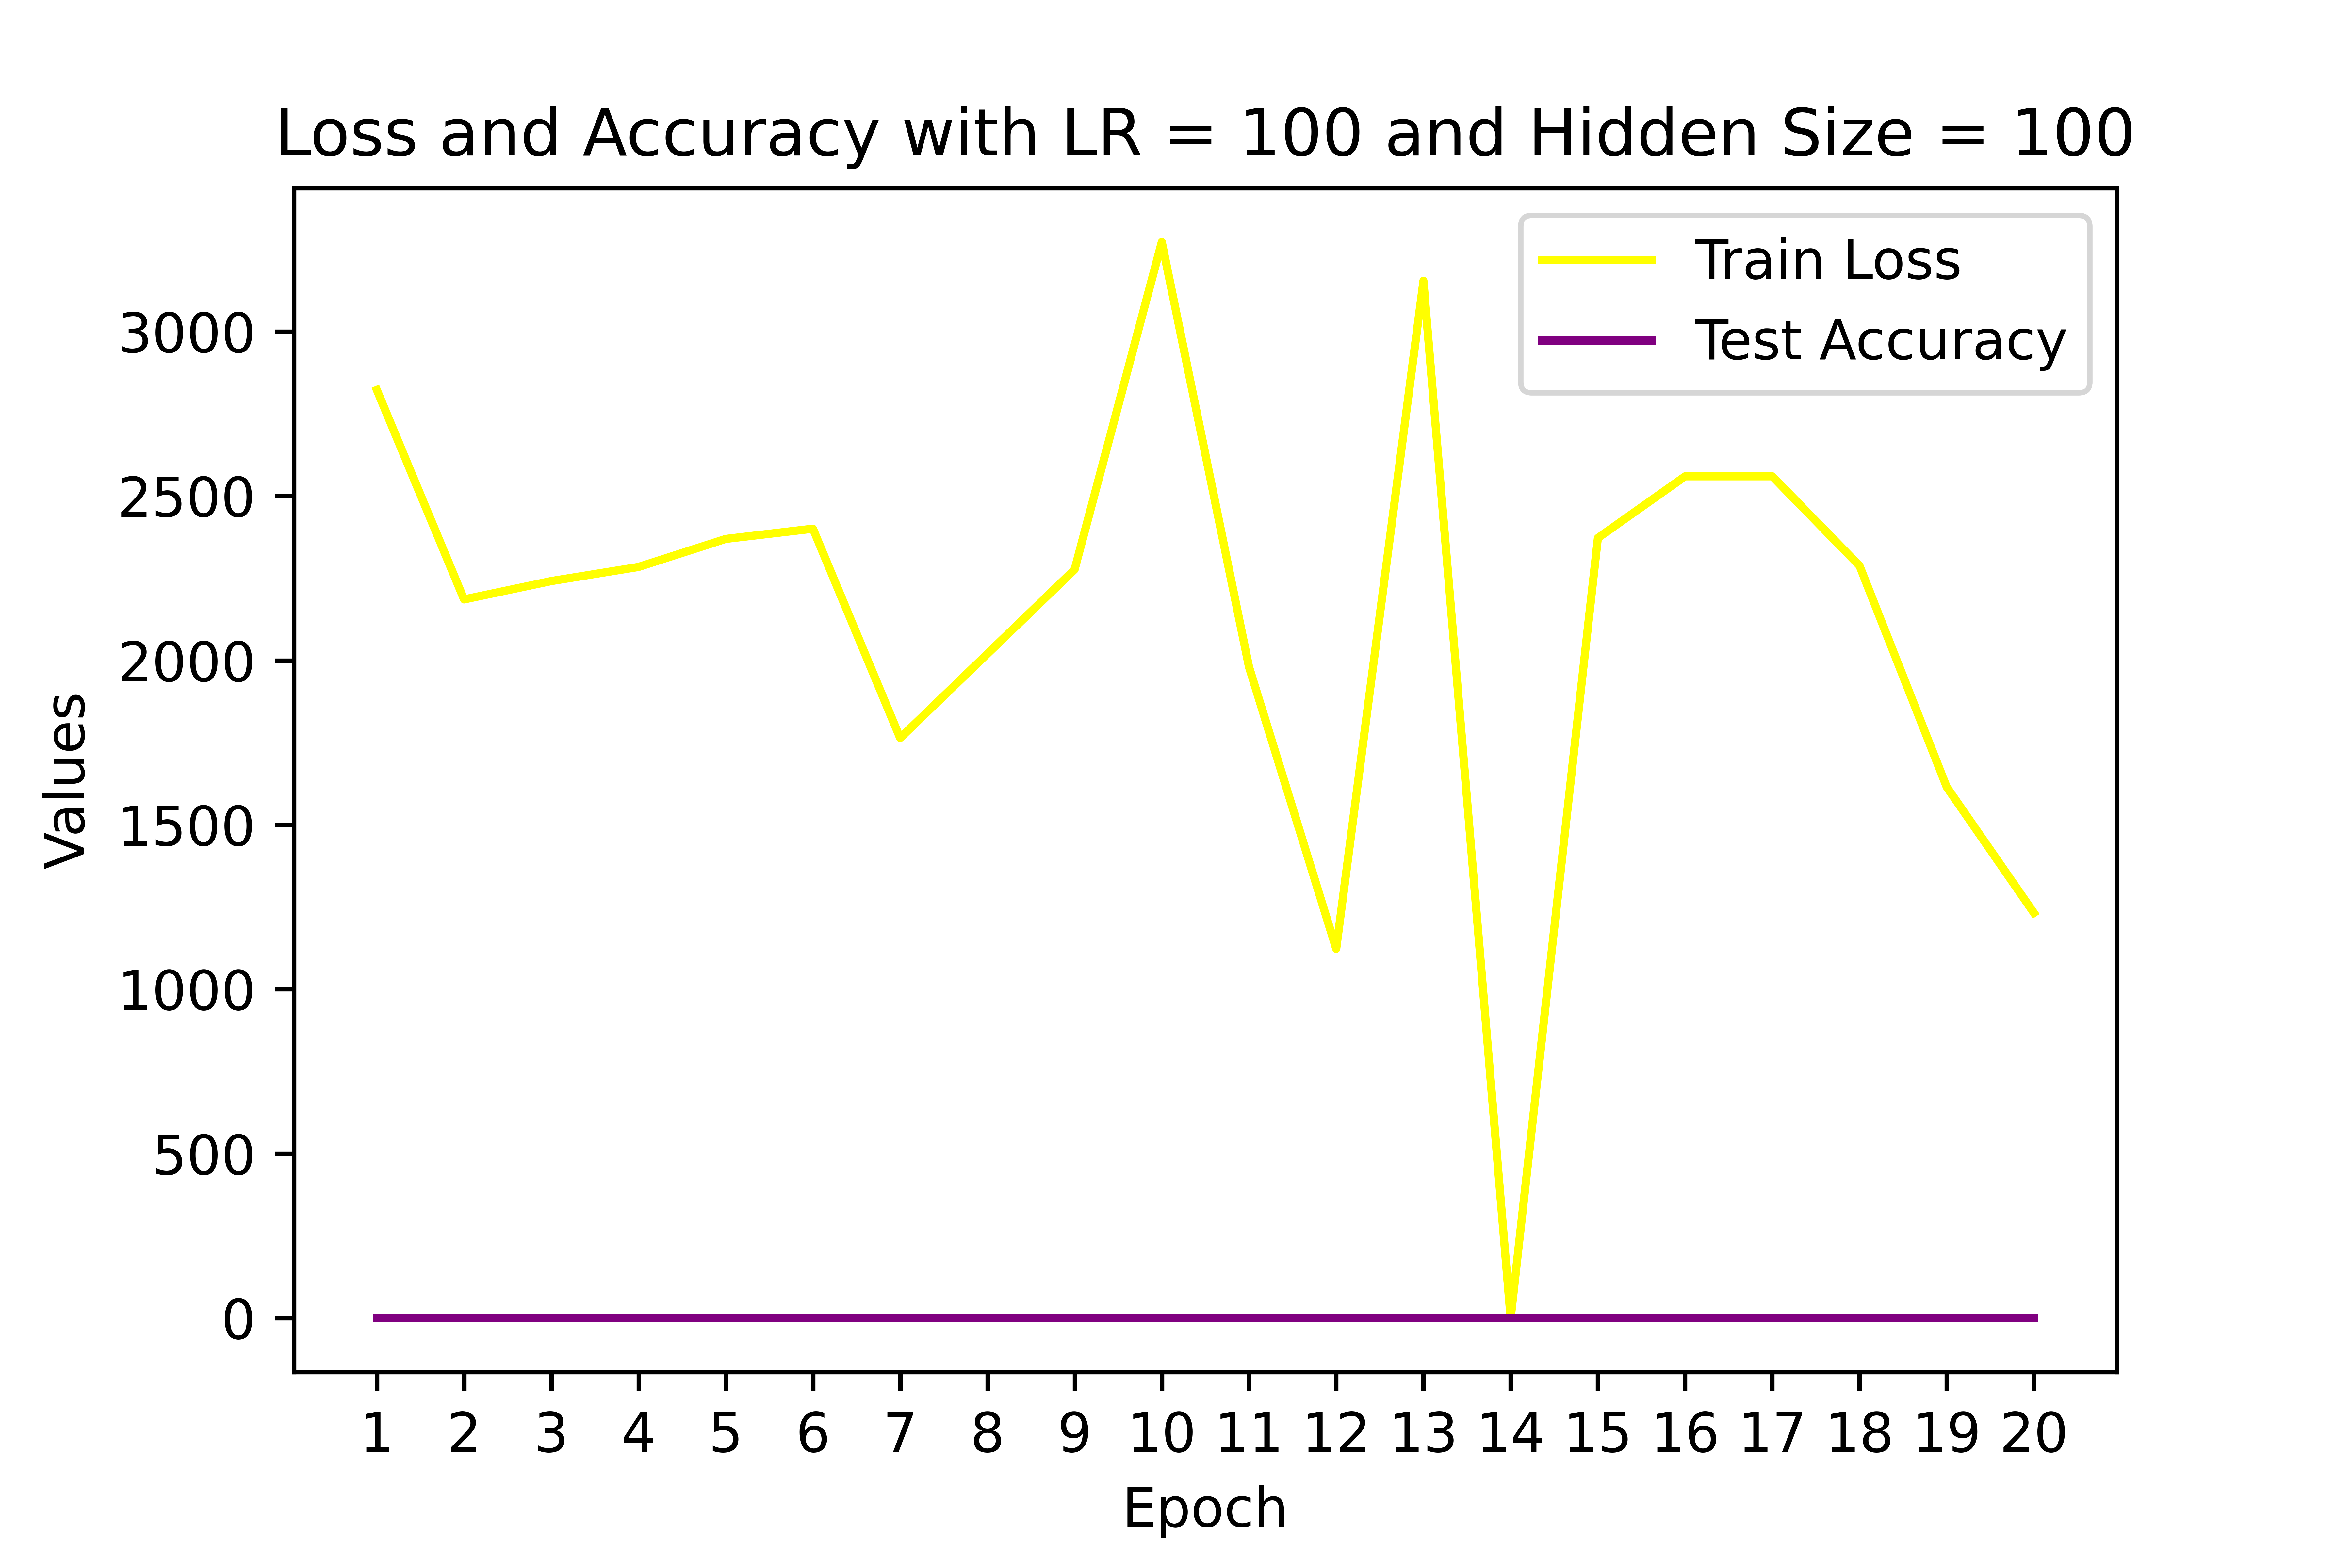 Loss and Accuracy with LR = 100 and Hidden Size = 100
Train Loss
Test Accuracy
3000
2500
2000
1500
1000
500
0
Values
1 2 3 4 5 6 7 8 9 10 11 12 13 14 15 16 17 18 19 20
Epoch